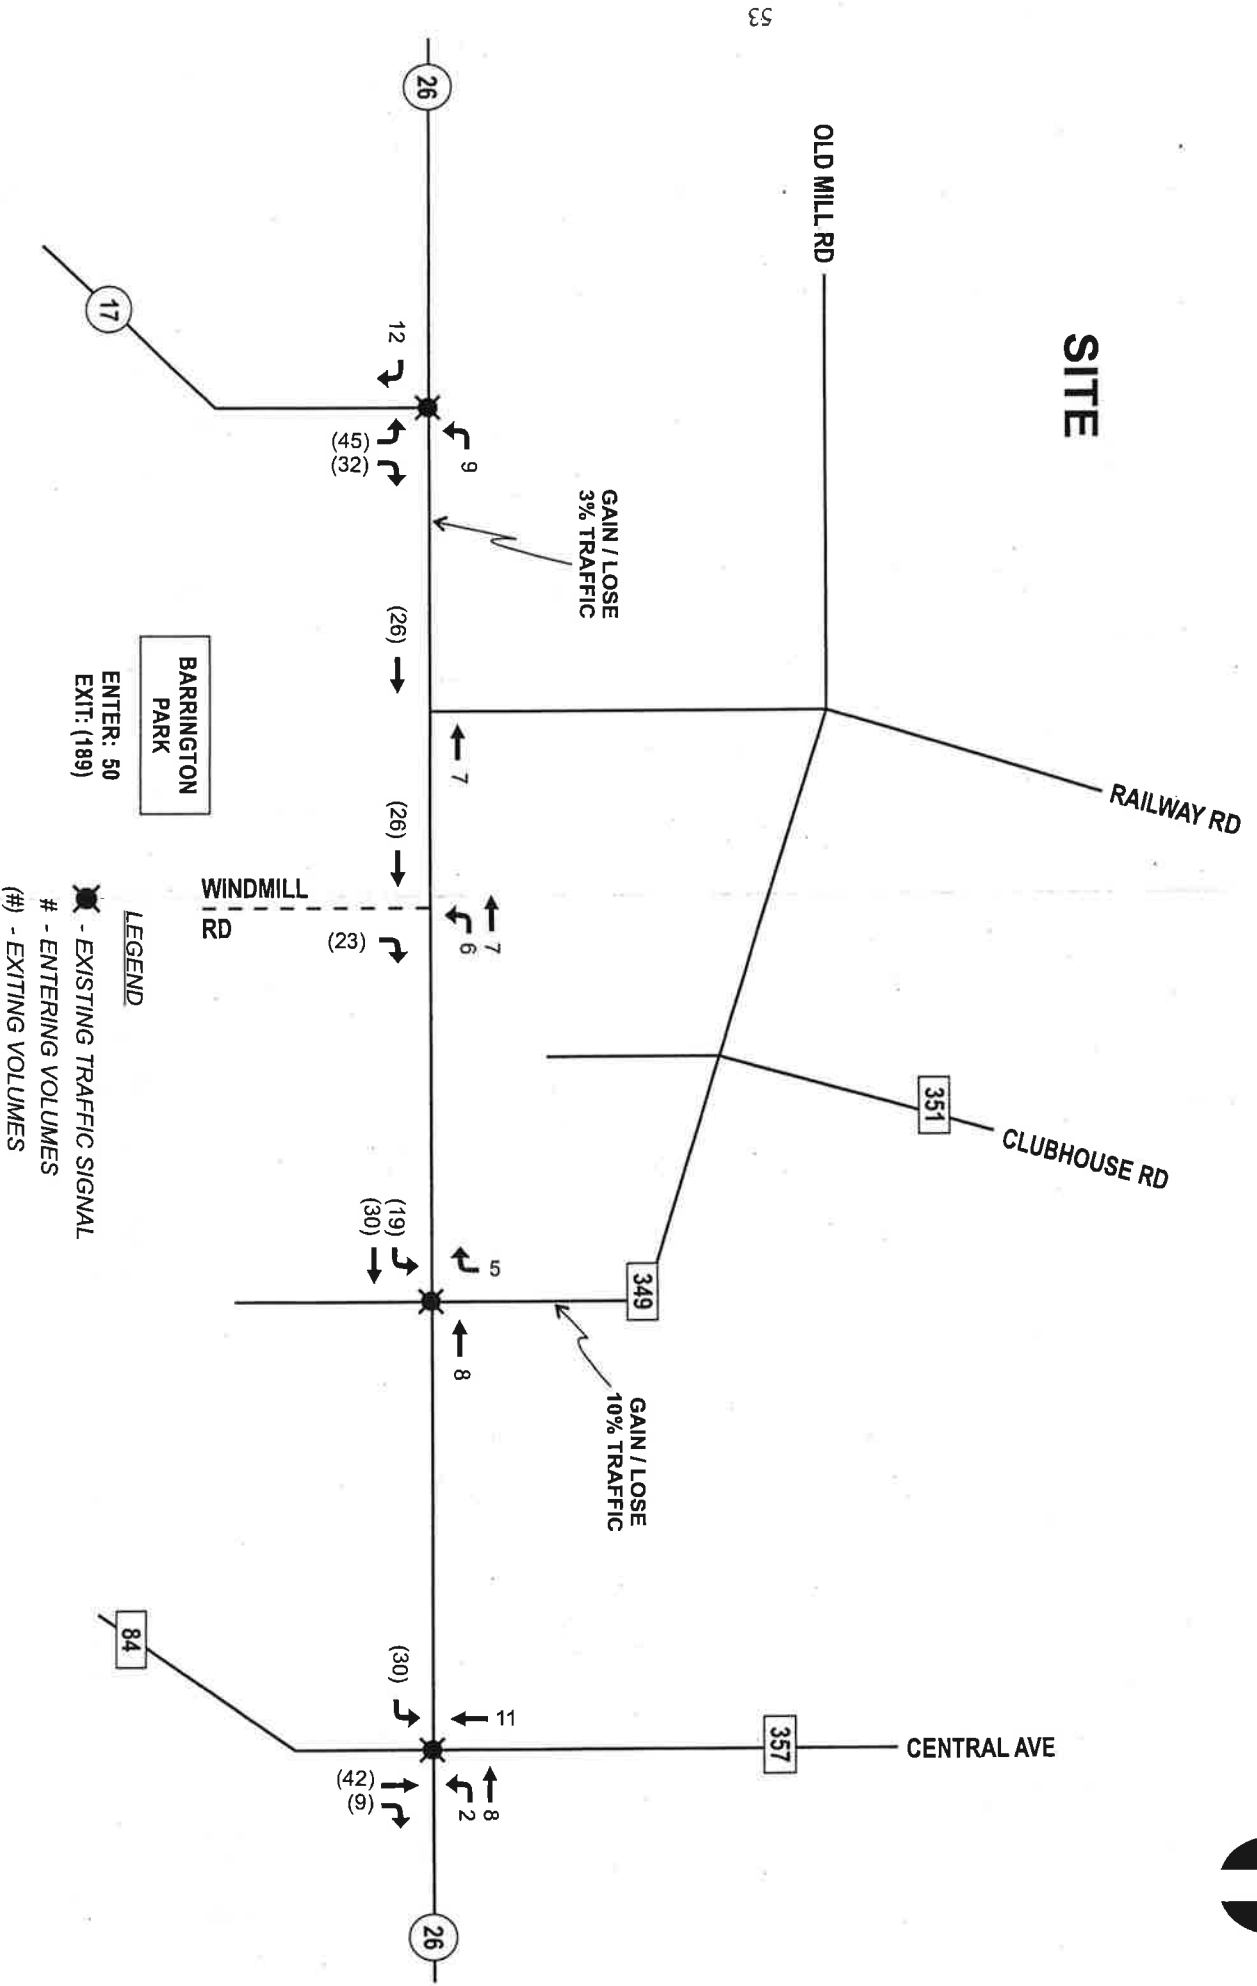 53
SITE
OLD MILL RD
RAILWAY RD
CLUBHOUSE RD
351
349
357
CENTRAL AVE
GAIN / LOSE
3% TRAFFIC
GAIN / LOSE
10% TRAFFIC
26
17
12
9
(45)
(32)
(26)
7
(26)
7
6
(23)
WINDMILL
RD
5
(19)
(30)
8
11
(30)
8
2
(42)
(9)
84
26
BARRINGTON
PARK
ENTER: 50
EXIT: (189)
LEGEND
- EXISTING TRAFFIC SIGNAL
# - ENTERING VOLUMES
(#) - EXITING VOLUMES